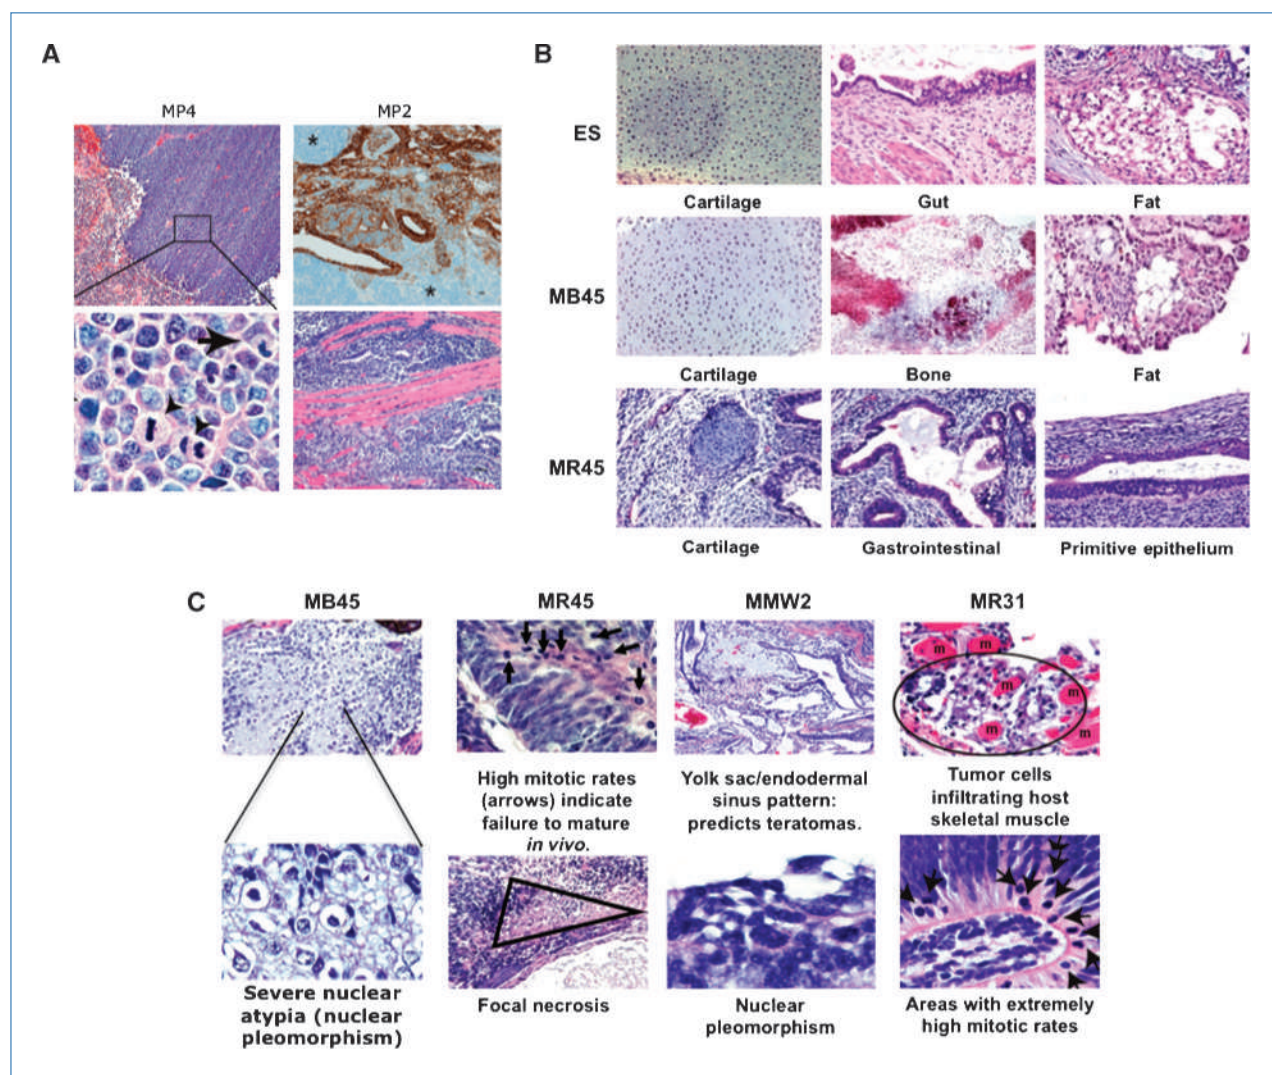 A
MP4
MP2
*
*
B
ES
Cartilage
Gut
Fat
MB45
Cartilage
Bone
Fat
MR45
Cartilage
Gastrointestinal
Primitive epithelium
C
MB45
MR45
MMW2
MR31
m
m
m
m
m
m
High mitotic rates
(arrows) indicate
failure to mature
in vivo.
Yolk sac/endodermal
sinus pattern:
predicts teratomas.
Tumor cells
infiltrating host
skeletal muscle
Severe nuclear
atypia (nuclear
pleomorphism)
Focal necrosis
Nuclear
pleomorphism
Areas with extremely
high mitotic rates